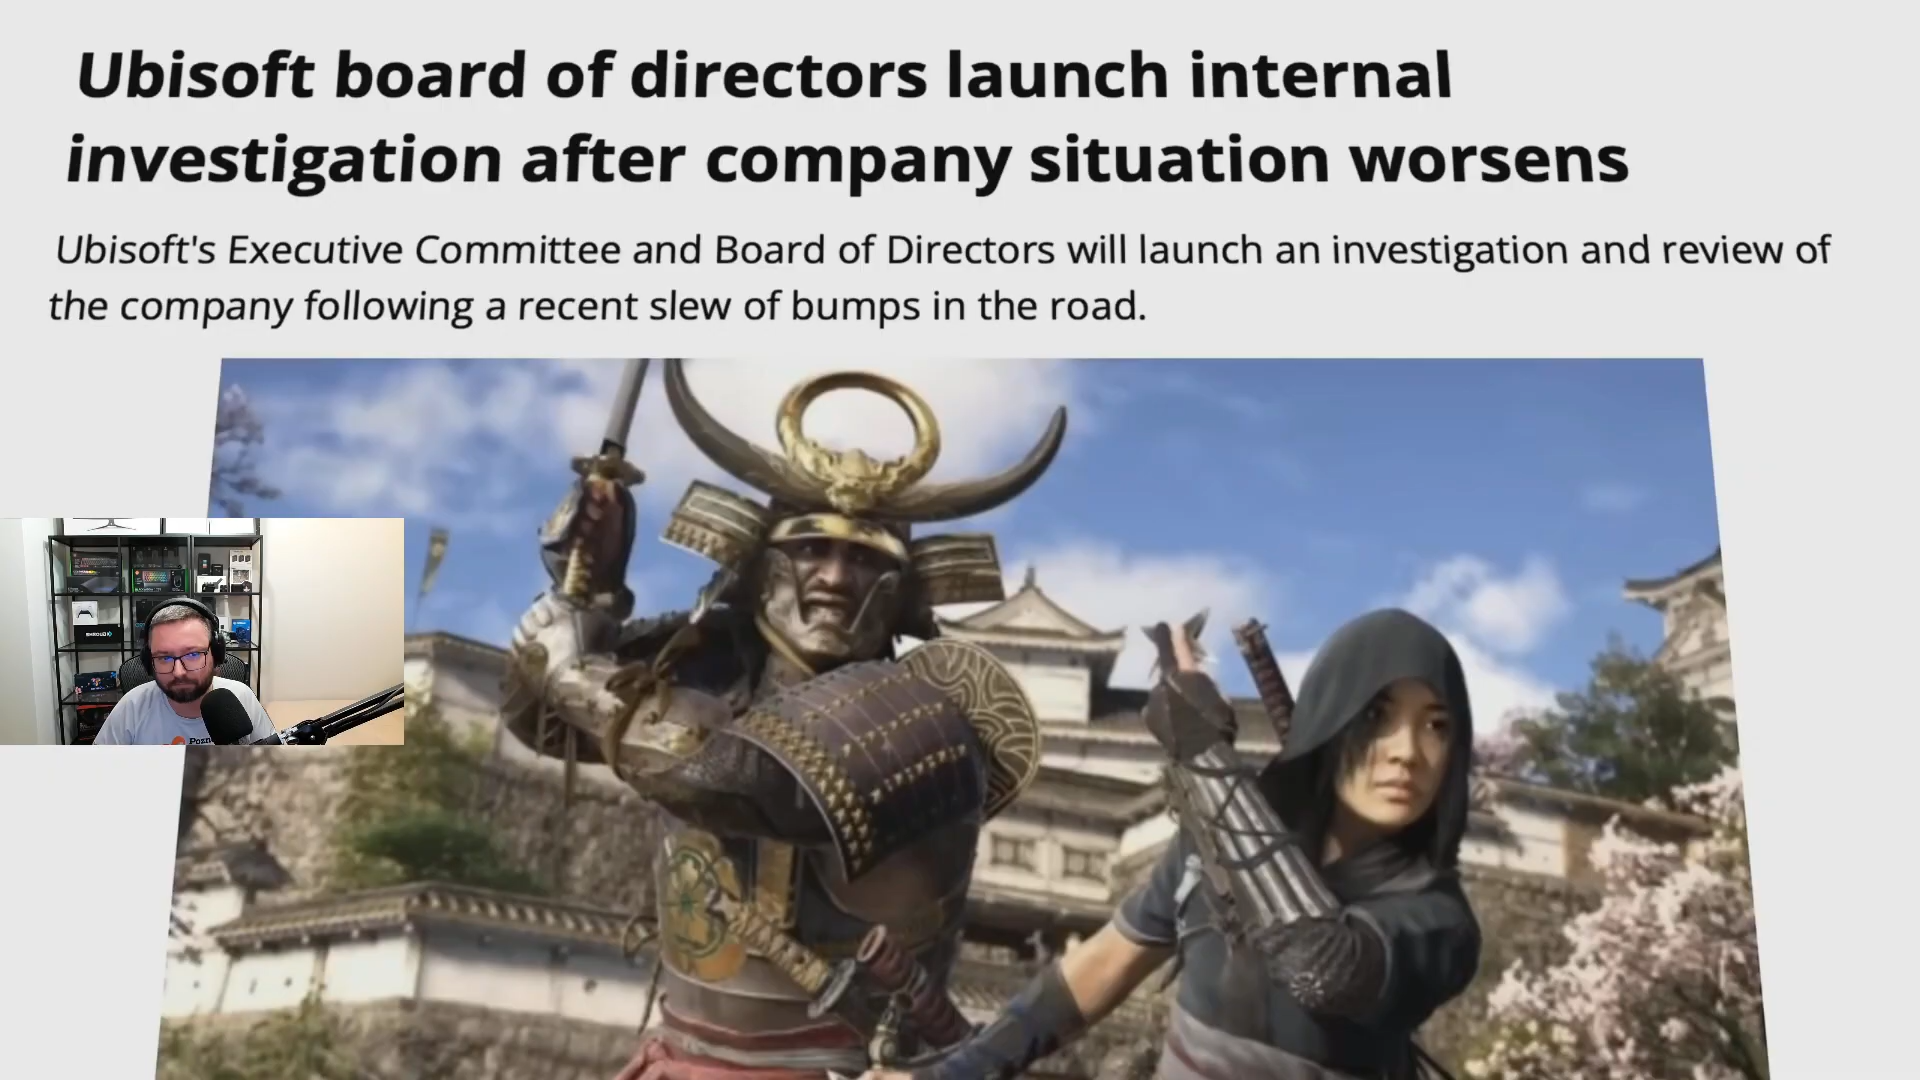 Ubisoft board of directors launch internal
investigation after company situation worsens
Ubisoft's Executive Committee and Board of Directors will launch an investigation and review of
the company following a recent slew of bumps in the road.